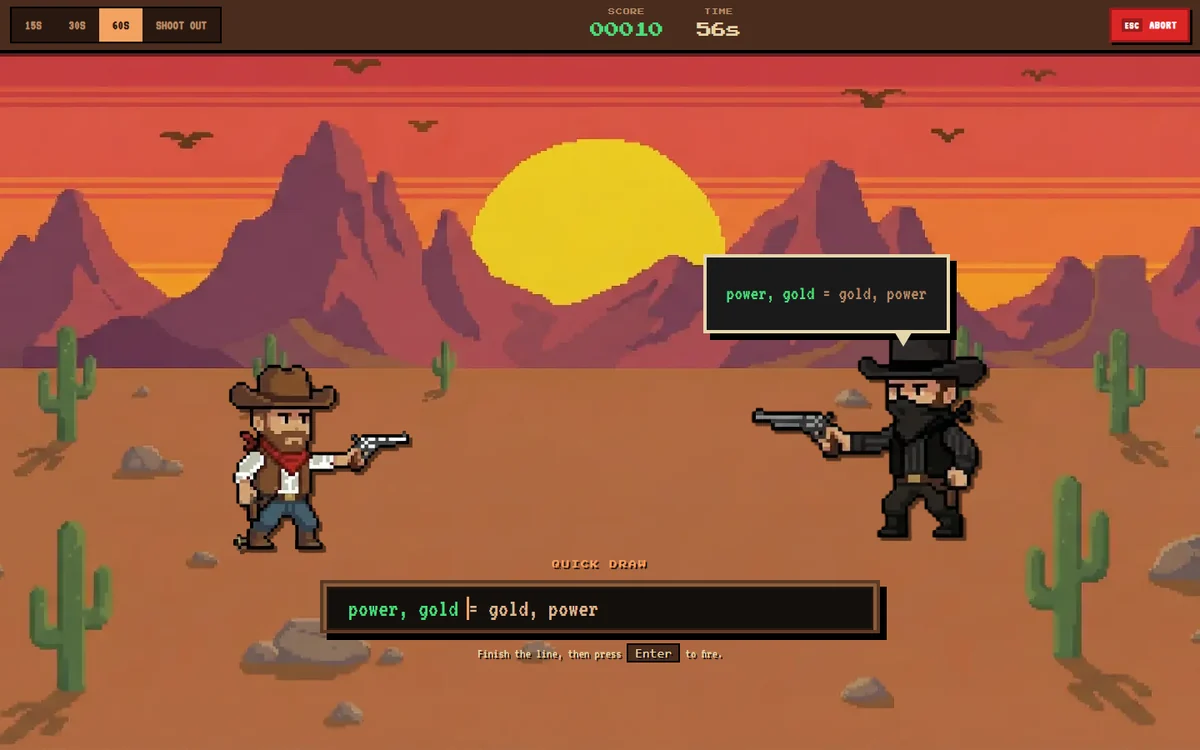 15S 30S 60S SHOOT OUT
SCORE
00010
TIME
56s
ESC ABORT
power, gold = gold, power
QUICK DRAW
power, gold = gold, power
Finish the line, then press Enter to fire.